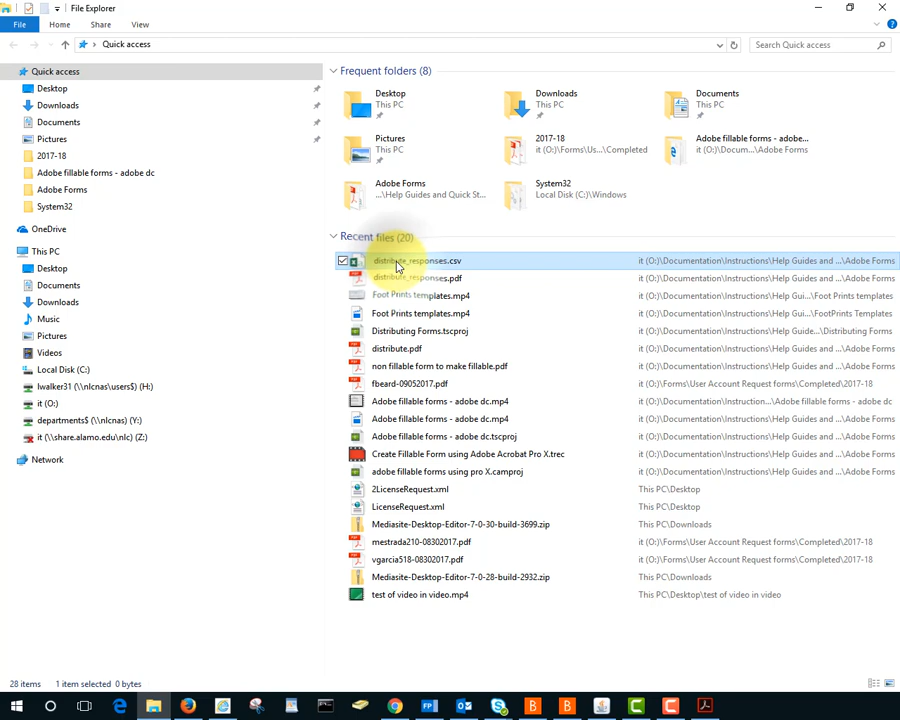 File Explorer
File Home Share View
Quick access Search Quick access
Quick access
Desktop
Downloads
Documents
Pictures
2017-18
Adobe fillable forms - adobe dc
Adobe Forms
System32
OneDrive
This PC
Desktop
Documents
Downloads
Music
Pictures
Videos
Local Disk (C:)
lwalker31 (\\nlcnas\users$) (H:)
it (O:)
departments$ (\\nlcnas) (Y:)
it (\\share.alamo.edu\nlc) (Z:)
Network
Frequent folders (8)
Desktop
This PC
Downloads
This PC
Documents
This PC
Pictures
This PC
2017-18
it (O:)\Forms\Us...\Completed
Adobe fillable forms - adobe...
it (O:)\Docum...\Adobe Forms
Adobe Forms
...\Help Guides and Quick St...
System32
Local Disk (C:)\Windows
Recent files (20)
distribute_responses.csv it (O:)\Documentation\Instructions\Help Guides and ...\Adobe Forms
distribute_responses.pdf it (O:)\Documentation\Instructions\Help Guides and ...\Adobe Forms
Foot Prints templates.mp4 it (O:)\Documentation\Instructions\Help Gui...\Foot Prints templates
Foot Prints templates.mp4 it (O:)\Documentation\Instructions\Help Gui...\FootPrints templates
Distributing Forms.tscproj it (O:)\Documentation\Instructions\Help Guide...\Distributing Forms
distribute.pdf it (O:)\Documentation\Instructions\Help Guides and ...\Adobe Forms
non fillable form to make fillable.pdf it (O:)\Documentation\Instructions\Help Guides and ...\Adobe Forms
fbeard-09052017.pdf it (O:)\Forms\User Account Request forms\Completed\2017-18
Adobe fillable forms - adobe dc.mp4 it (O:)\Documentation\Instruction...\Adobe fillable forms - adobe dc
Adobe fillable forms - adobe dc.mp4 it (O:)\Documentation\Instructions\Help Guides and ...\Adobe Forms
Adobe fillable forms - adobe dc.tscproj it (O:)\Documentation\Instructions\Help Guides and ...\Adobe Forms
Create Fillable Form using Adobe Acrobat Pro X.trec it (O:)\Documentation\Instructions\Help Guides and ...\Adobe Forms
adobe fillable forms using pro X.camproj it (O:)\Documentation\Instructions\Help Guides and ...\Adobe Forms
2LicenseRequest.xml This PC\Desktop
LicenseRequest.xml This PC\Desktop
Mediasite-Desktop-Editor-7-0-30-build-3699.zip This PC\Downloads
mestrada210-08302017.pdf it (O:)\Forms\User Account Request forms\Completed\2017-18
vgarcia518-08302017.pdf it (O:)\Forms\User Account Request forms\Completed\2017-18
Mediasite-Desktop-Editor-7-0-28-build-2932.zip This PC\Downloads
test of video in video.mp4 This PC\Desktop\test of video in video
28 items 1 item selected 0 bytes